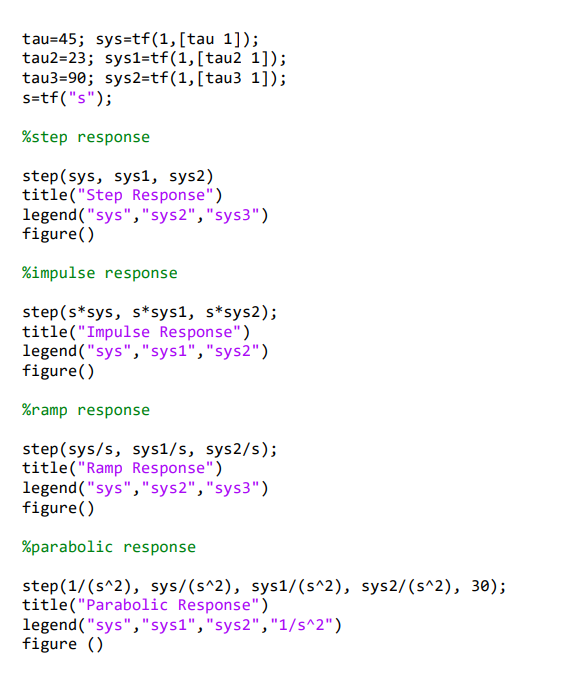 tau=45; sys=tf(1,[tau 1]);
tau2=23; sys1=tf(1,[tau2 1]);
tau3=90; sys2=tf(1,[tau3 1]);
s=tf("s");
%step response
step(sys, sys1, sys2)
title("Step Response")
legend("sys","sys2","sys3")
figure()
%impulse response
step(s*sys, s*sys1, s*sys2);
title("Impulse Response")
legend("sys","sys1","sys2")
figure()
%ramp response
step(sys/s, sys1/s, sys2/s);
title("Ramp Response")
legend("sys","sys2","sys3")
figure()
%parabolic response
step(1/(s^2), sys/(s^2), sys1/(s^2), sys2/(s^2), 30);
title("Parabolic Response")
legend("sys","sys1","sys2","1/s^2")
figure ()